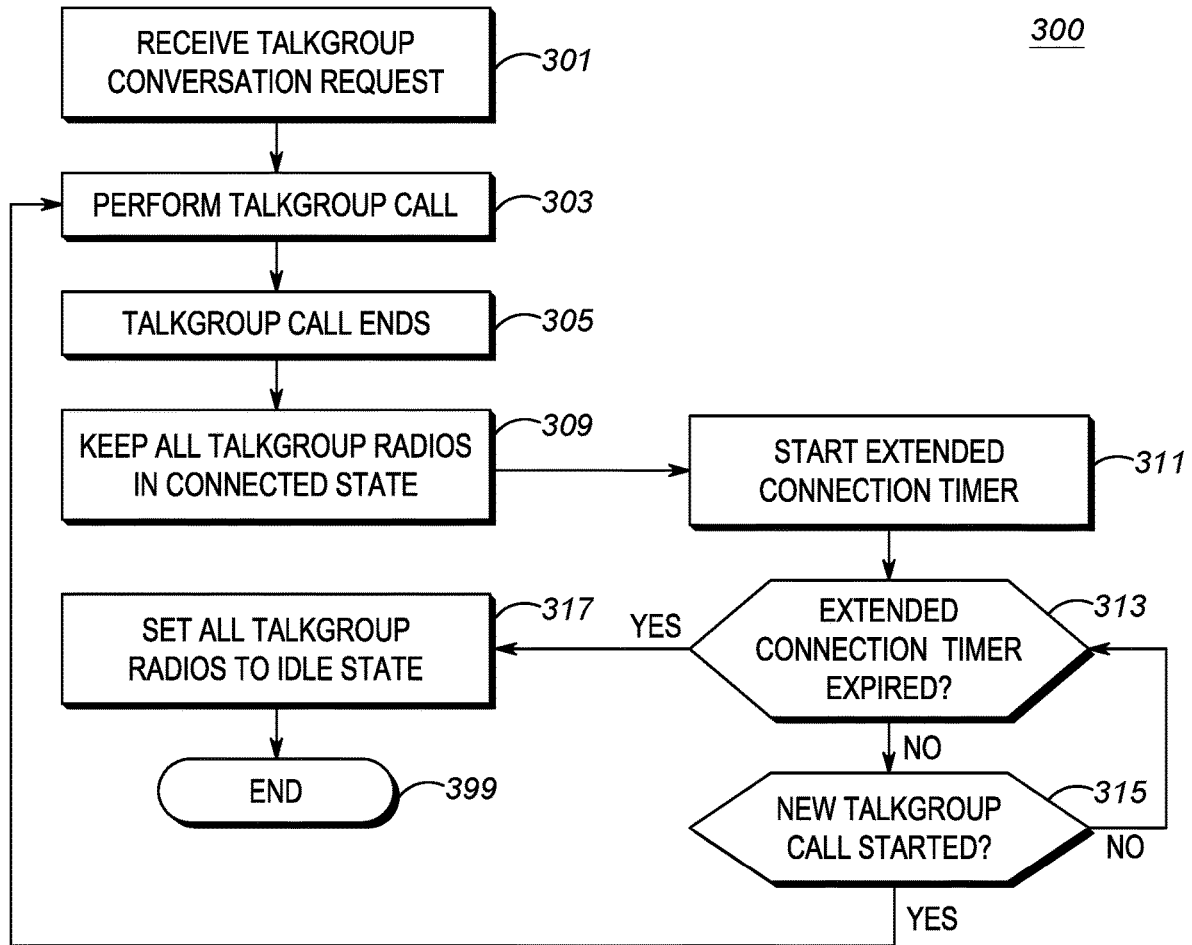 300
RECEIVE TALKGROUP
CONVERSATION REQUEST
301
PERFORM TALKGROUP CALL
303
TALKGROUP CALL ENDS
305
KEEP ALL TALKGROUP RADIOS
IN CONNECTED STATE
309
START EXTENDED
CONNECTION TIMER
311
EXTENDED
CONNECTION TIMER
EXPIRED?
313
YES
NO
SET ALL TALKGROUP
RADIOS TO IDLE STATE
317
END
399
NEW TALKGROUP
CALL STARTED?
315
NO
YES